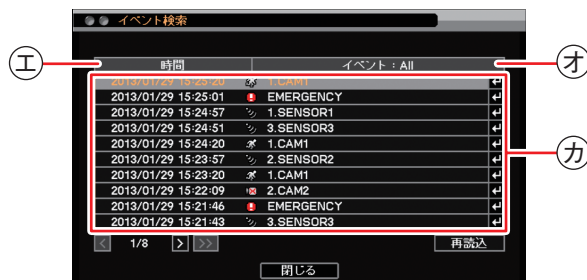 イベント検索
時間 イベント：All
エ オ
2013/01/29 15:25:20 1.CAM1
2013/01/29 15:25:01 EMERGENCY
2013/01/29 15:24:57 1.SENSOR1
2013/01/29 15:24:51 3.SENSOR3
2013/01/29 15:24:20 1.CAM1
カ
2013/01/29 15:23:57 2.SENSOR2
2013/01/29 15:23:20 1.CAM1
2013/01/29 15:22:09 2.CAM2
2013/01/29 15:21:46 EMERGENCY
2013/01/29 15:21:43 3.SENSOR3
< 1/8 > >> 再読込
閉じる